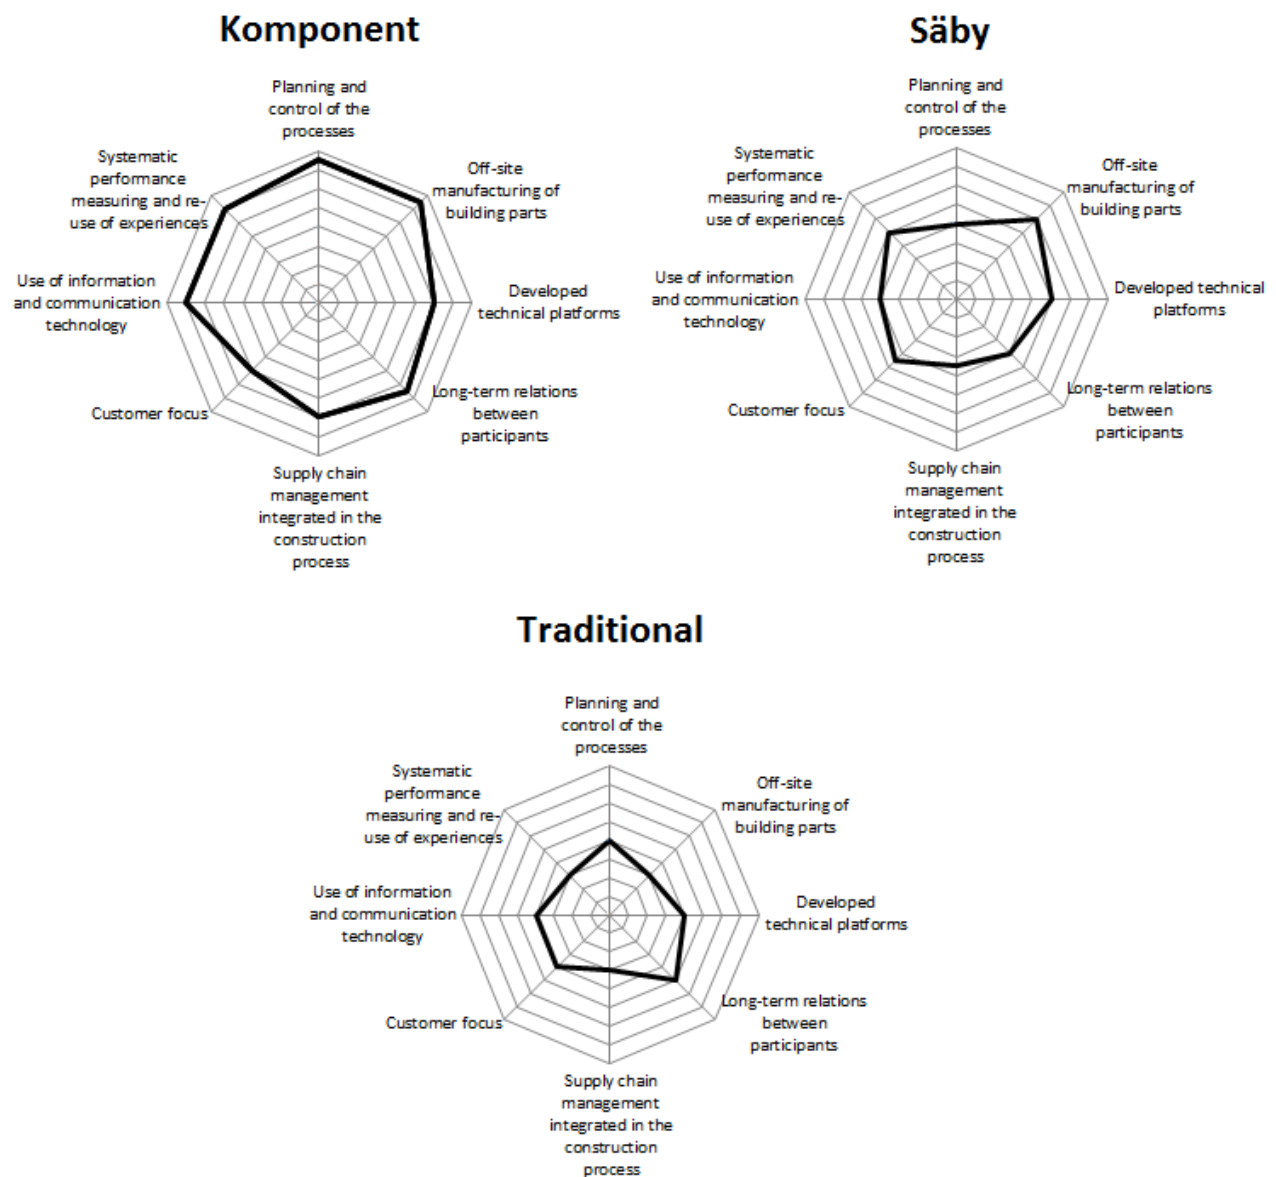 Komponent
Planning and
control of the
processes
Off-site
manufacturing of
building parts
Developed
technical platforms
Long-term relations
between
participants
Supply chain
management
integrated in the
construction
process
Customer focus
Use of information
and communication
technology
Systematic
performance
measuring and re-
use of experiences
Säby
Planning and
control of the
processes
Off-site
manufacturing of
building parts
Developed technical
platforms
Long-term relations
between
participants
Supply chain
management
integrated in the
construction
process
Customer focus
Use of information
and communication
technology
Systematic
performance
measuring and re-
use of experiences
Traditional
Planning and
control of the
processes
Off-site
manufacturing of
building parts
Developed
technical platforms
Long-term relations
between
participants
Supply chain
management
integrated in the
construction
process
Customer focus
Use of information
and communication
technology
Systematic
performance
measuring and re-
use of experiences